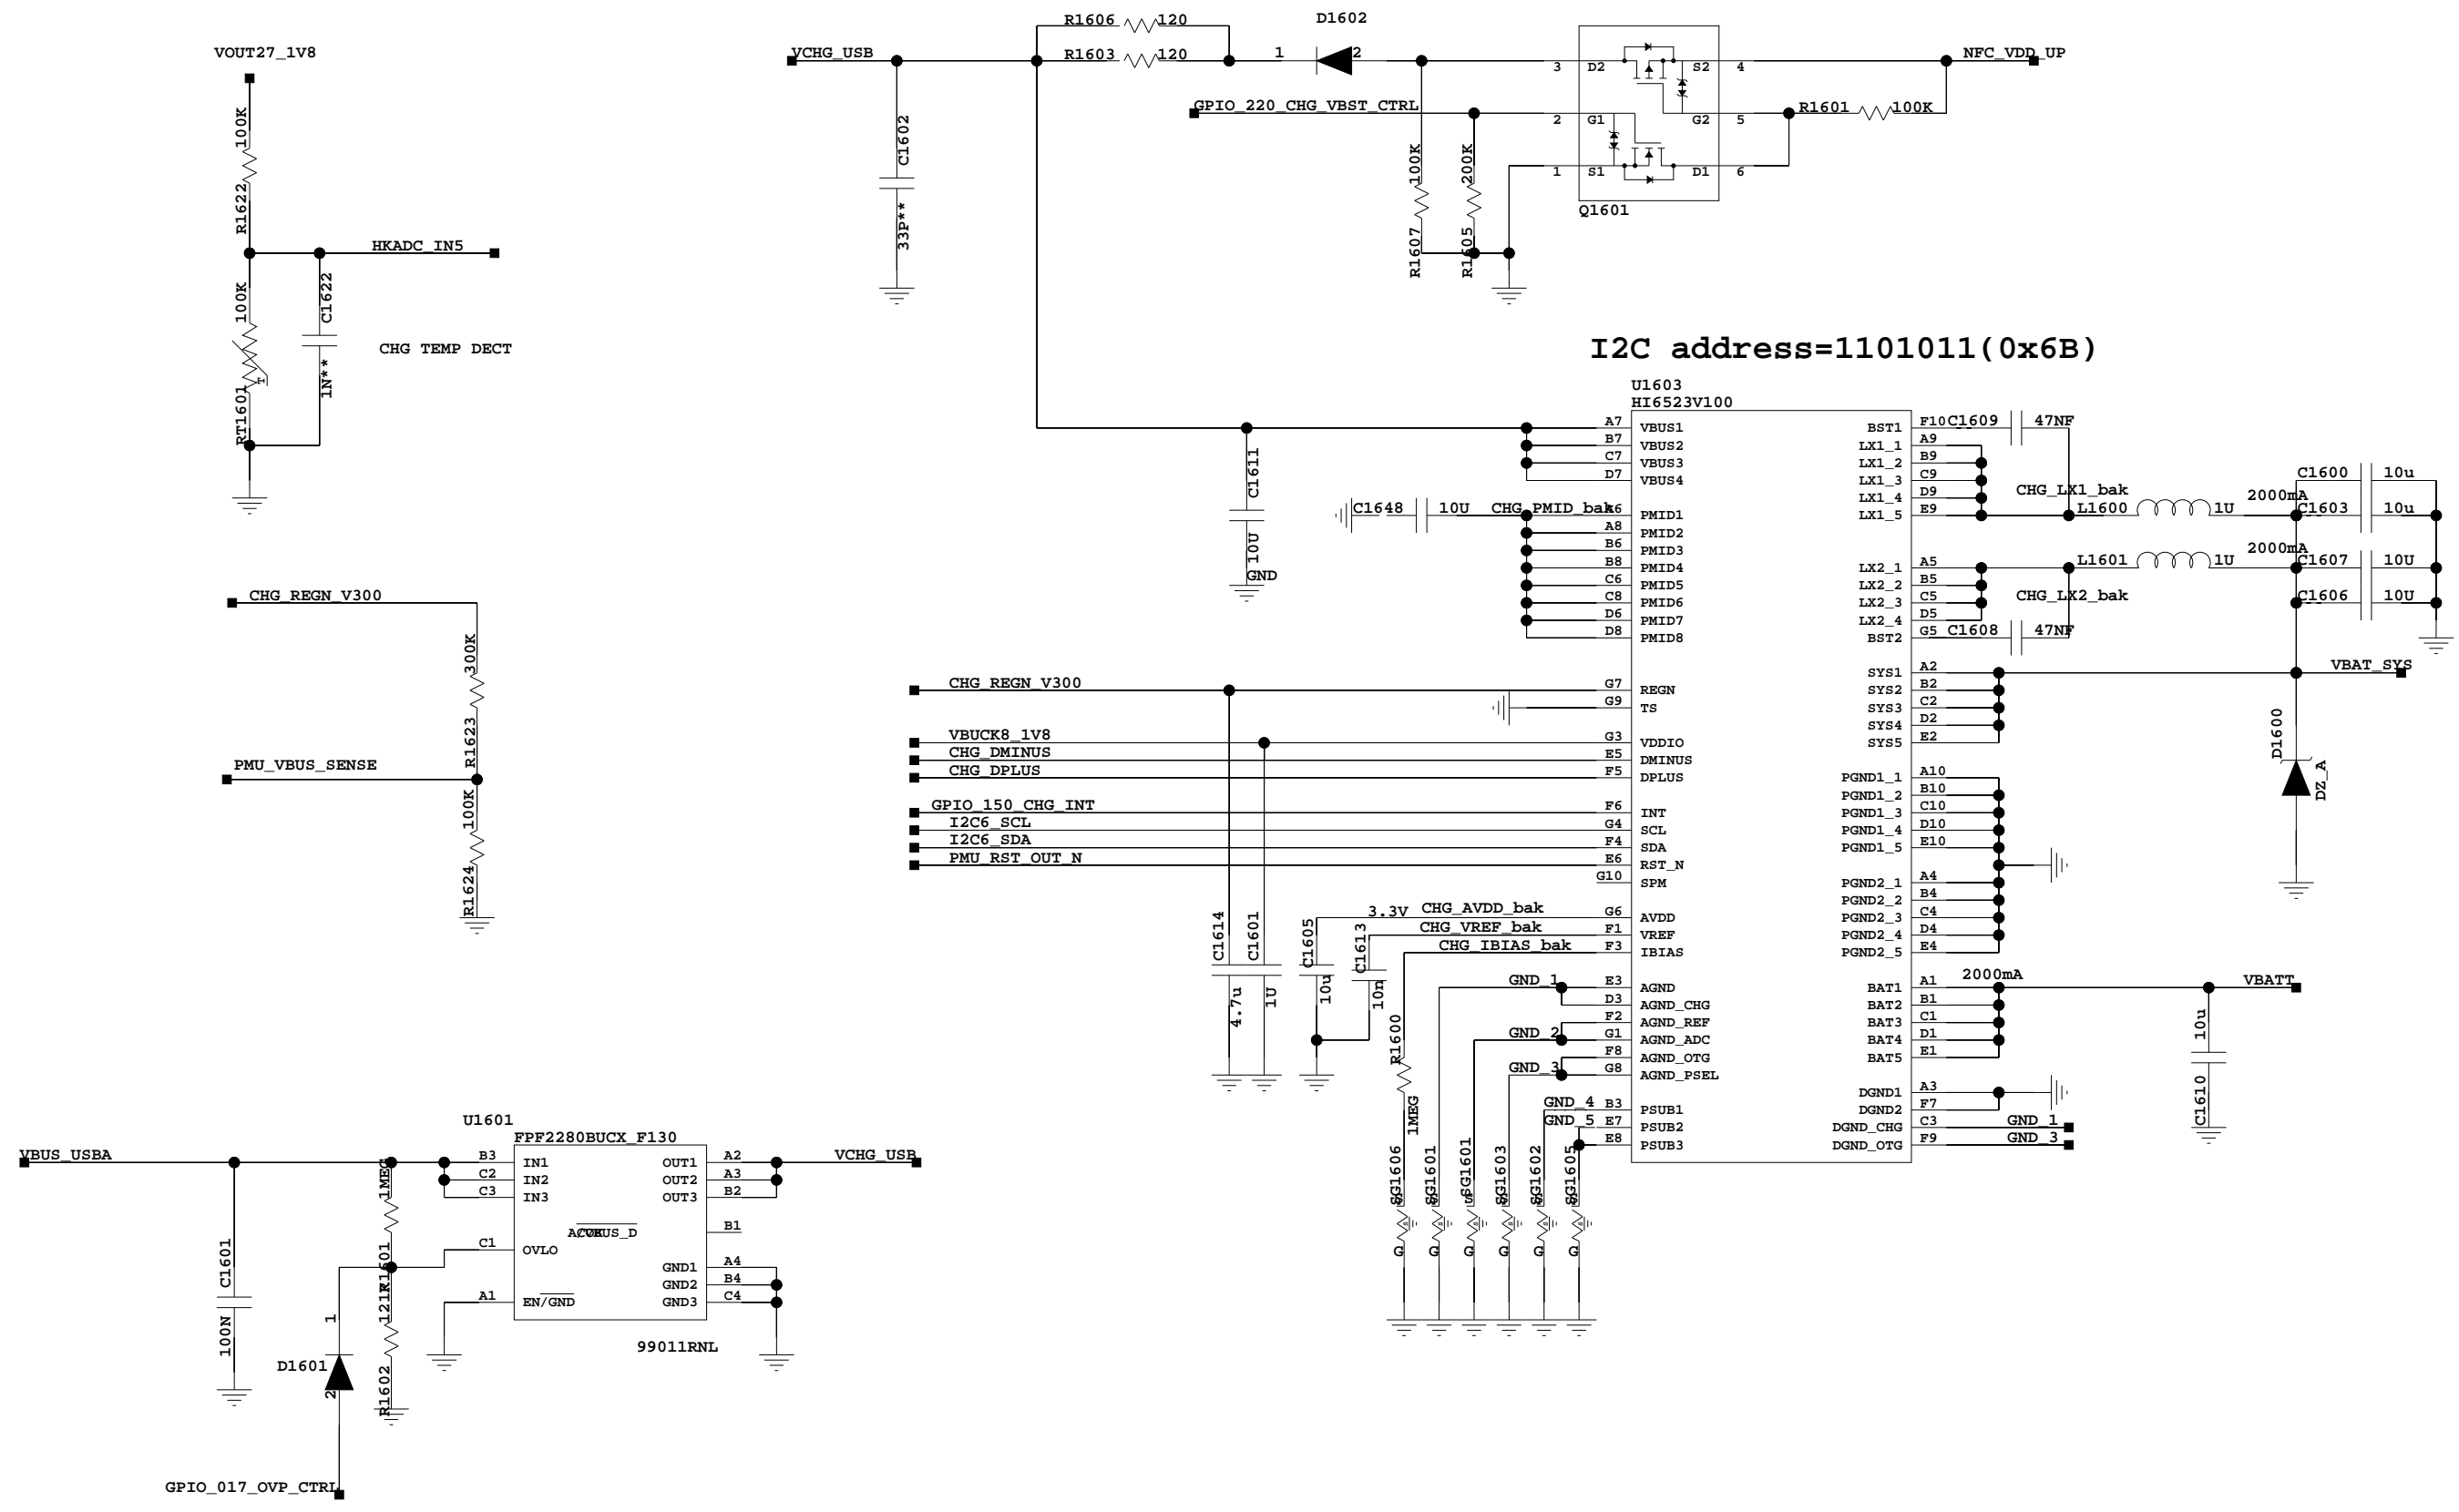 VOUT27_1V8
100K
R1622
HKADC_IN5
100K
C1622
RT1601
T
1N**
CHG TEMP DECT
CHG_REGN_V300
300K
R1623
PMU_VBUS_SENSE
100K
R1624
VCHG_USB
R1606 120
R1603 120
D1602
1 2
C1602
33P**
GPIO_220_CHG_VBST_CTRL
100K
R1607
200K
R1605
3 D2 S2 4
2 G1 G2 5
1 S1 D1 6
Q1601
NFC_VDD_UP
R1601 100K
I2C address=1101011(0x6B)
U1603
HI6523V100
C1611
10U
GND
C1648 10U CHG_PMID_bak
A7 VBUS1
B7 VBUS2
C7 VBUS3
D7 VBUS4
A6 PMID1
A8 PMID2
B6 PMID3
B8 PMID4
C6 PMID5
C8 PMID6
D6 PMID7
D8 PMID8
CHG_REGN_V300 G7 REGN
G9 TS
VBUCK8_1V8 G3 VDDIO
CHG_DMINUS E5 DMINUS
CHG_DPLUS F5 DPLUS
GPIO_150_CHG_INT F6 INT
I2C6_SCL G4 SCL
I2C6_SDA F4 SDA
PMU_RST_OUT_N E6 RST_N
G10 SPM
3.3V CHG_AVDD_bak G6 AVDD
CHG_VREF_bak F1 VREF
CHG_IBIAS_bak F3 IBIAS
GND_1 E3 AGND
D3 AGND_CHG
F2 AGND_REF
GND_2 G1 AGND_ADC
F8 AGND_OTG
GND_3 G8 AGND_PSEL
GND_4 B3 PSUB1
GND_5 E7 PSUB2
E8 PSUB3
C1614
4.7u
C1601
1U
C1605
10u
C1613
10n
R1600
1MEG
SG1606
SG1601
SG1601
SG1603
SG1602
SG1605
G G G G G G
BST1 F10 C1609 47NF
LX1_1 A9
LX1_2 B9
LX1_3 C9
LX1_4 D9
LX1_5 E9
CHG_LX1_bak
L1600 1U
2000mA
C1600 10u
C1603 10u
LX2_1 A5
LX2_2 B5
LX2_3 C5
LX2_4 D5
BST2 G5 C1608 47NF
L1601 1U
2000mA
CHG_LX2_bak
C1607 10U
C1606 10U
SYS1 A2
SYS2 B2
SYS3 C2
SYS4 D2
SYS5 E2
VBAT_SYS
D1600
DZ_A
PGND1_1 A10
PGND1_2 B10
PGND1_3 C10
PGND1_4 D10
PGND1_5 E10
PGND2_1 A4
PGND2_2 B4
PGND2_3 C4
PGND2_4 D4
PGND2_5 E4
BAT1 A1
BAT2 B1
BAT3 C1
BAT4 D1
BAT5 E1
2000mA
VBATT
10u
C1610
DGND1 A3
DGND2 F7
DGND_CHG C3 GND_1
DGND_OTG F9 GND_3
U1601
FPF2280BUCX_F130
VBUS_USBA
B3 IN1
C2 IN2
C3 IN3
C1 OVLO
A1 EN/GND
OUT1 A2
OUT2 A3
OUT3 B2
B1
GND1 A4
GND2 B4
GND3 C4
VCHG_USB
99011RNL
C1601
100N
1MEG
R1601
121K
R1602
D1601
1
2
GPIO_017_OVP_CTRL